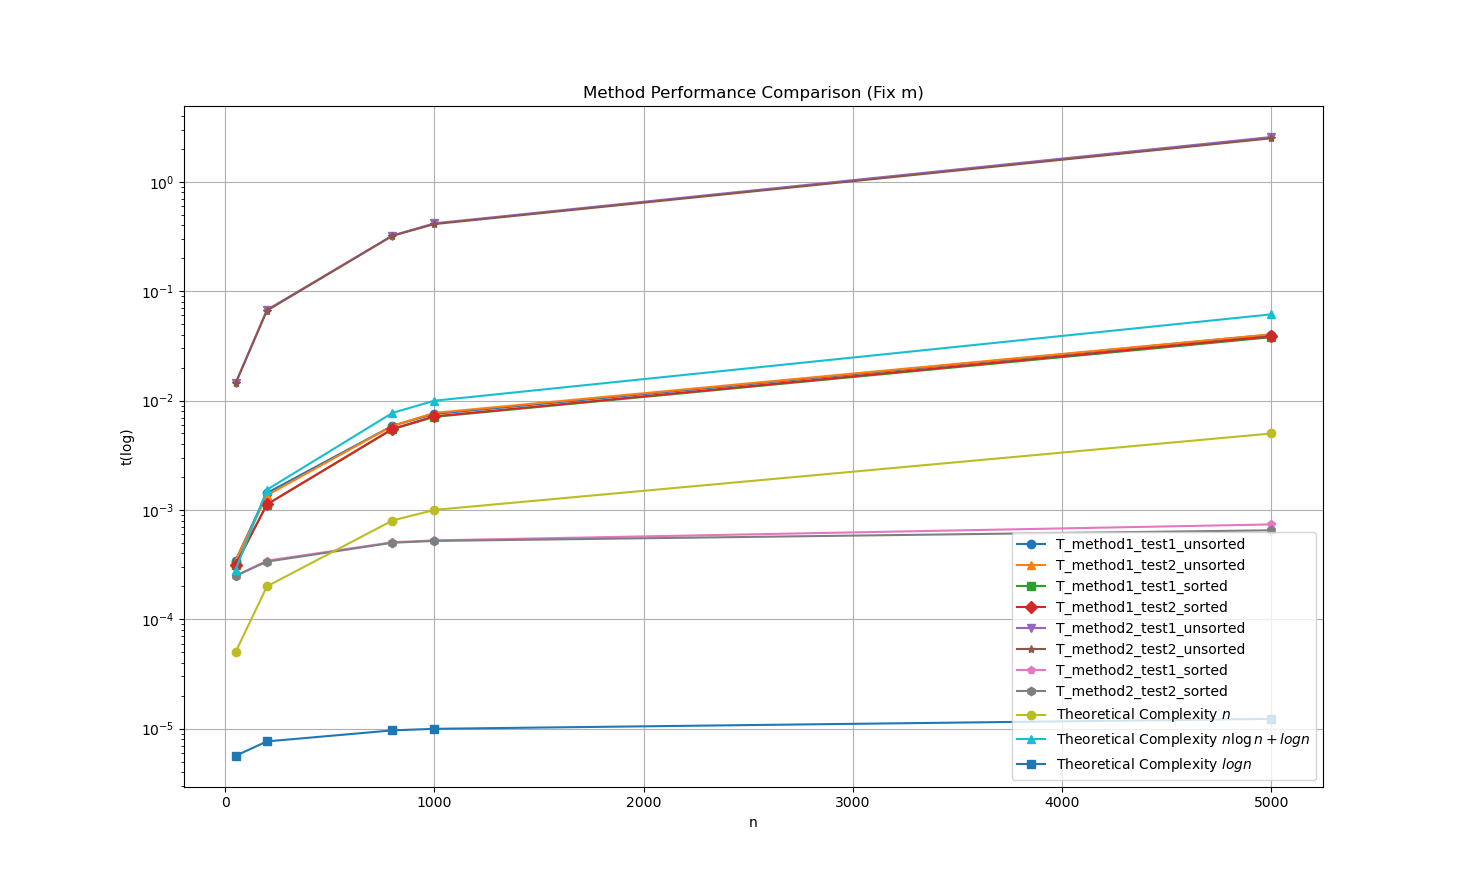 Method Performance Comparison (Fix m)
t(log)
10^0
10^-1
10^-2
10^-3
10^-4
10^-5
T_method1_test1_unsorted
T_method1_test2_unsorted
T_method1_test1_sorted
T_method1_test2_sorted
T_method2_test1_unsorted
T_method2_test2_unsorted
T_method2_test1_sorted
T_method2_test2_sorted
Theoretical Complexity n
Theoretical Complexity n log n + logn
Theoretical Complexity logn
0 1000 2000 3000 4000 5000
n